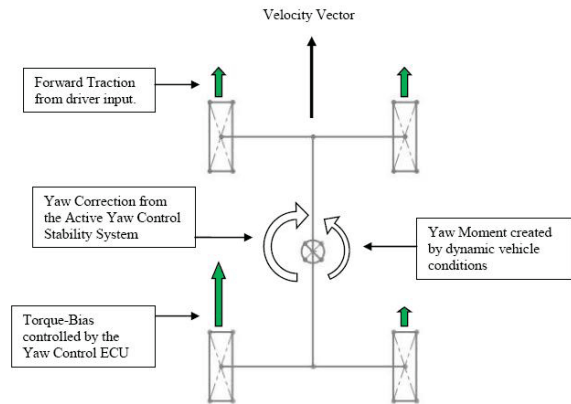 Velocity Vector
Forward Traction
from driver input.
Yaw Correction from
the Active Yaw Control
Stability System
Yaw Moment created
by dynamic vehicle
conditions
Torque-Bias
controlled by the
Yaw Control ECU